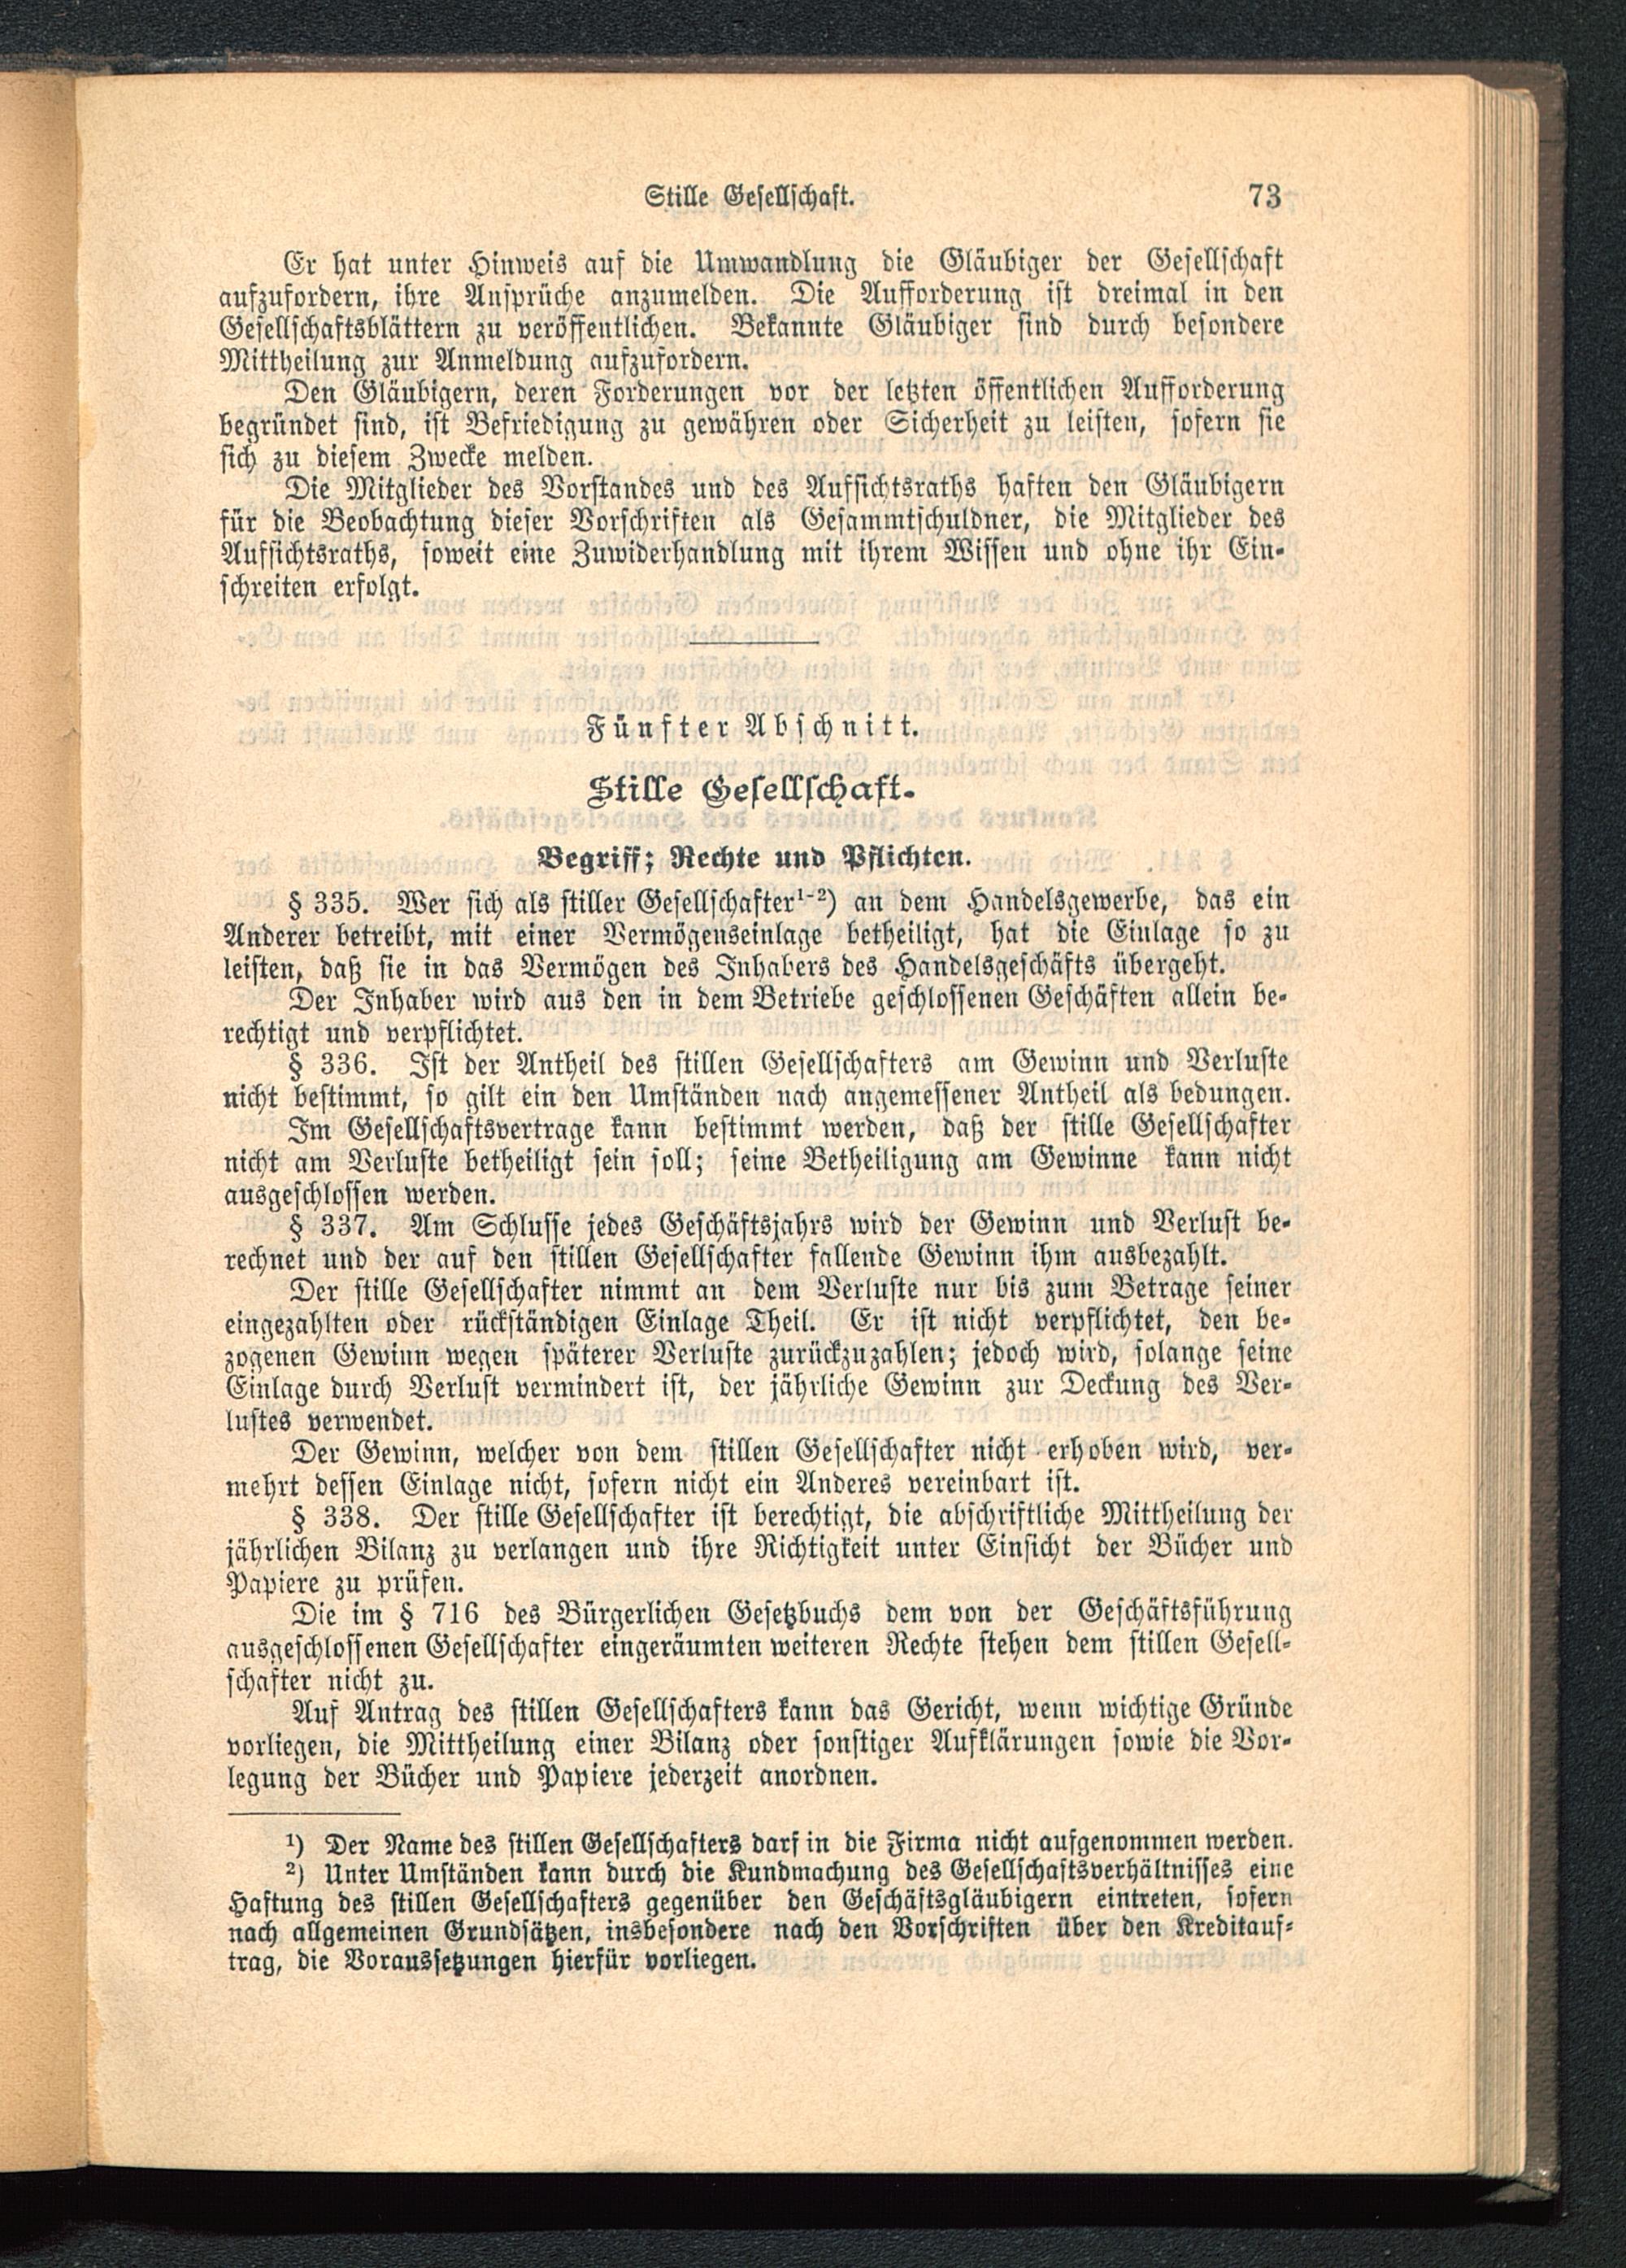 Stille Gesellschaft. 73
Er hat unter Hinweis auf die Umwandlung die Gläubiger der Gesellschaft
aufzufordern, ihre Ansprüche anzumelden. Die Aufforderung ist dreimal in den
Gesellschaftsblättern zu veröffentlichen. Bekannte Gläubiger sind durch besondere
Mittheilung zur Anmeldung aufzufordern.
Den Gläubigern, deren Forderungen vor der letzten öffentlichen Aufforderung
begründet sind, ist Befriedigung zu gewähren oder Sicherheit zu leisten, sofern sie
sich zu diesem Zwecke melden.
Die Mitglieder des Vorstandes und des Aufsichtsraths haften den Gläubigern
für die Beobachtung dieser Vorschriften als Gesammtschuldner, die Mitglieder des
Aufsichtsraths, soweit eine Zuwiderhandlung mit ihrem Wissen und ohne ihr Ein-
schreiten erfolgt.
Fünfter Abschnitt.
Stille Gesellschaft.
Begriff; Rechte und Pflichten.
§ 335. Wer sich als stiller Gesellschafter¹⁻²) an dem Handelsgewerbe, das ein
Anderer betreibt, mit einer Vermögenseinlage betheiligt, hat die Einlage so zu
leisten, daß sie in das Vermögen des Inhabers des Handelsgeschäfts übergeht.
Der Inhaber wird aus den in dem Betriebe geschlossenen Geschäften allein be-
rechtigt und verpflichtet.
§ 336. Ist der Antheil des stillen Gesellschafters am Gewinn und Verluste
nicht bestimmt, so gilt ein den Umständen nach angemessener Antheil als bedungen.
Im Gesellschaftsvertrage kann bestimmt werden, daß der stille Gesellschafter
nicht am Verluste betheiligt sein soll; seine Betheiligung am Gewinne kann nicht
ausgeschlossen werden.
§ 337. Am Schlusse jedes Geschäftsjahrs wird der Gewinn und Verlust be-
rechnet und der auf den stillen Gesellschafter fallende Gewinn ihm ausbezahlt.
Der stille Gesellschafter nimmt an dem Verluste nur bis zum Betrage seiner
eingezahlten oder rückständigen Einlage Theil. Er ist nicht verpflichtet, den be-
zogenen Gewinn wegen späterer Verluste zurückzuzahlen; jedoch wird, solange seine
Einlage durch Verlust vermindert ist, der jährliche Gewinn zur Deckung des Ver-
lustes verwendet.
Der Gewinn, welcher von dem stillen Gesellschafter nicht erhoben wird, ver-
mehrt dessen Einlage nicht, sofern nicht ein Anderes vereinbart ist.
§ 338. Der stille Gesellschafter ist berechtigt, die abschriftliche Mittheilung der
jährlichen Bilanz zu verlangen und ihre Richtigkeit unter Einsicht der Bücher und
Papiere zu prüfen.
Die im § 716 des Bürgerlichen Gesetzbuchs dem von der Geschäftsführung
ausgeschlossenen Gesellschafter eingeräumten weiteren Rechte stehen dem stillen Gesell-
schafter nicht zu.
Auf Antrag des stillen Gesellschafters kann das Gericht, wenn wichtige Gründe
vorliegen, die Mittheilung einer Bilanz oder sonstiger Aufklärungen sowie die Vor-
legung der Bücher und Papiere jederzeit anordnen.
¹) Der Name des stillen Gesellschafters darf in die Firma nicht aufgenommen werden.
²) Unter Umständen kann durch die Kundmachung des Gesellschaftsverhältnisses eine
Haftung des stillen Gesellschafters gegenüber den Geschäftsgläubigern eintreten, sofern
nach allgemeinen Grundsätzen, insbesondere nach den Vorschriften über den Kreditauf-
trag, die Voraussetzungen hierfür vorliegen.